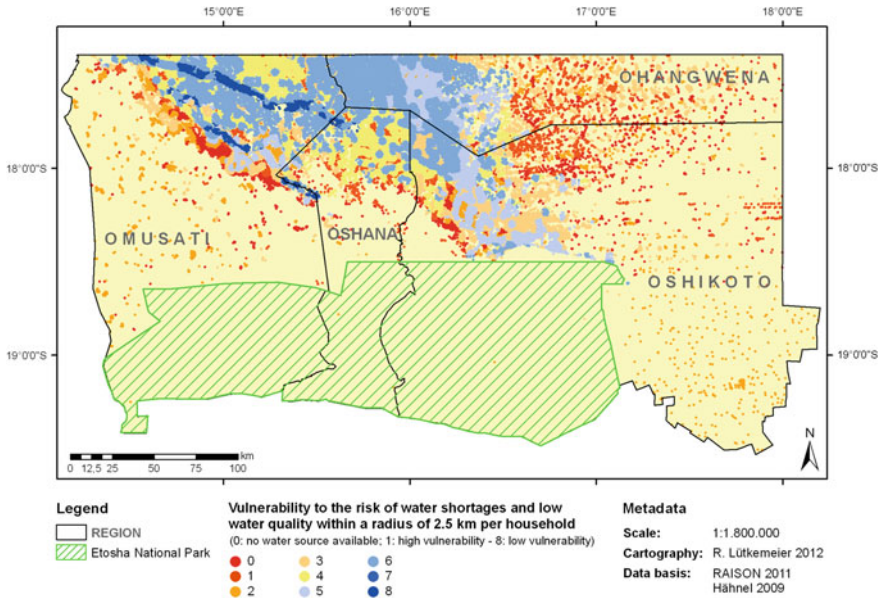 15°0'0"E 16°0'0"E 17°0'0"E 18°0'0"E
OHANGWENA
18°0'0"S 18°0'0"S
OMUSATI
OSHANA
OSHIKOTO
19°0'0"S 19°0'0"S
km
0 12,5 25 50 75 100
N
Legend
REGION
Etosha National Park
Vulnerability to the risk of water shortages and low
water quality within a radius of 2.5 km per household
(0: no water source available; 1: high vulnerability - 8: low vulnerability)
0 3 6
1 4 7
2 5 8
Metadata
Scale: 1:1.800.000
Cartography: R. Lütkemeier 2012
Data basis: RAISON 2011
Hähnel 2009